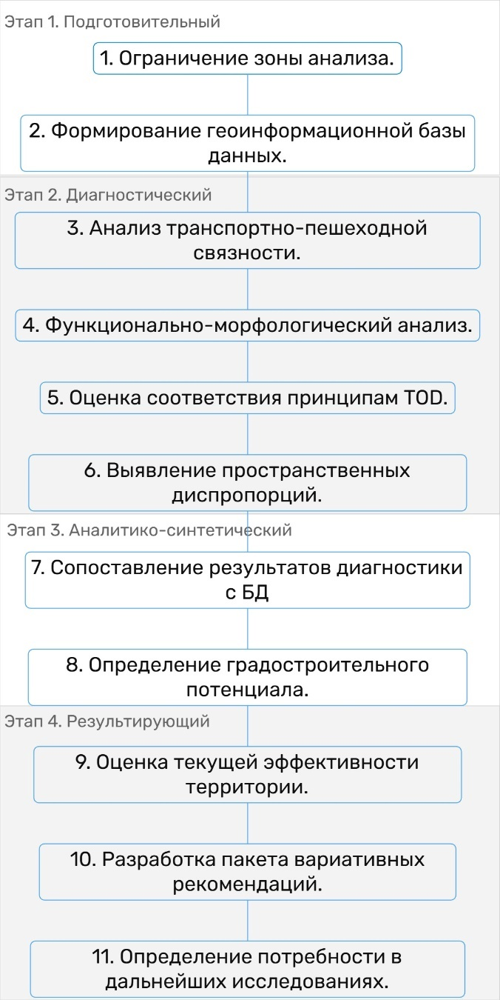 Этап 1. Подготовительный
1. Ограничение зоны анализа.
2. Формирование геоинформационной базы
данных.
Этап 2. Диагностический
3. Анализ транспортно-пешеходной
связности.
4. Функционально-морфологический анализ.
5. Оценка соответствия принципам TOD.
6. Выявление пространственных
диспропорций.
Этап 3. Аналитико-синтетический
7. Сопоставление результатов диагностики
с БД
8. Определение градостроительного
потенциала.
Этап 4. Результирующий
9. Оценка текущей эффективности
территории.
10. Разработка пакета вариативных
рекомендаций.
11. Определение потребности в
дальнейших исследованиях.